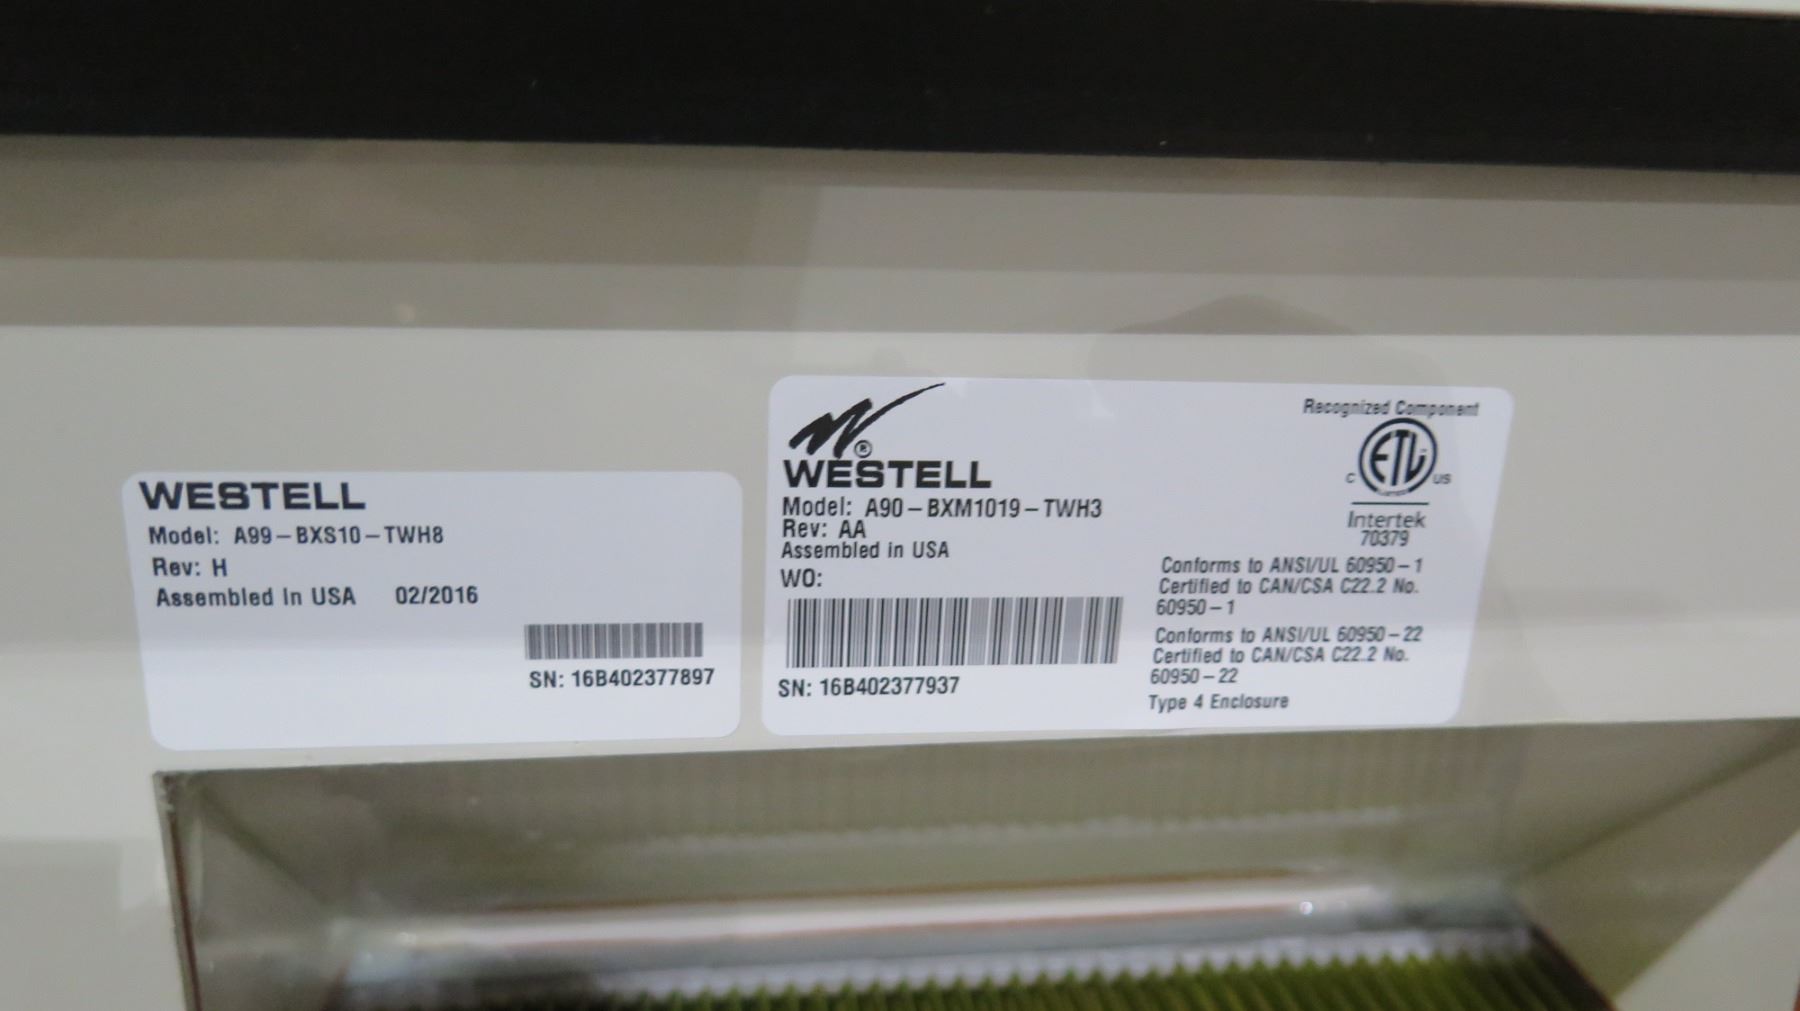 WESTELL
Model: A99-BXS10-TWH8
Rev: H
Assembled in USA 02/2016
SN: 16B402377897
WESTELL
Model: A90-BXM1019-TWH3
Rev: AA
Assembled in USA
WO:
SN: 16B402377937
Recognized Component
ETL
C US
Intertek
70379
Conforms to ANSI/UL 60950-1
Certified to CAN/CSA C22.2 No.
60950-1
Conforms to ANSI/UL 60950-22
Certified to CAN/CSA C22.2 No.
60950-22
Type 4 Enclosure